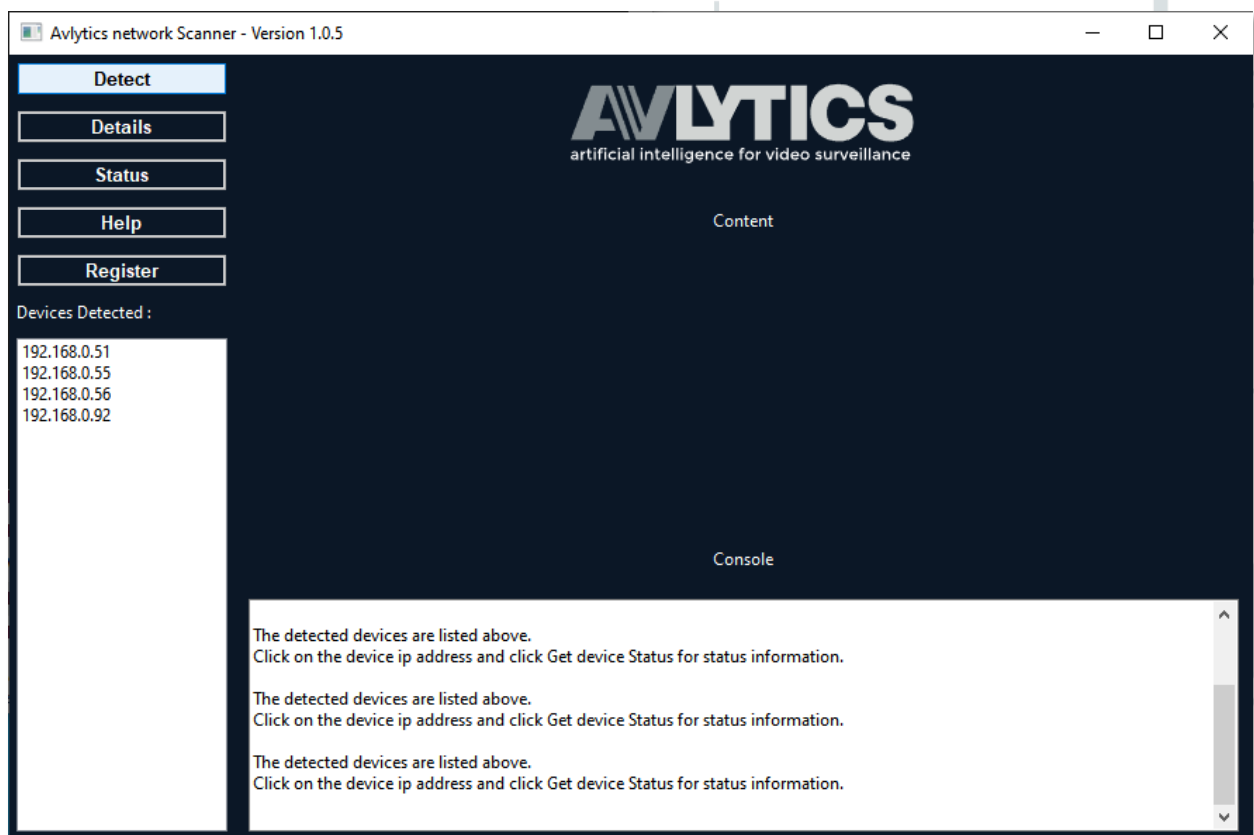 Avlytics network Scanner - Version 1.0.5
Detect
Details
Status
Help
Register
Devices Detected :
192.168.0.51
192.168.0.55
192.168.0.56
192.168.0.92
AVLYTICS
artificial intelligence for video surveillance
Content
Console
The detected devices are listed above.
Click on the device ip address and click Get device Status for status information.
The detected devices are listed above.
Click on the device ip address and click Get device Status for status information.
The detected devices are listed above.
Click on the device ip address and click Get device Status for status information.